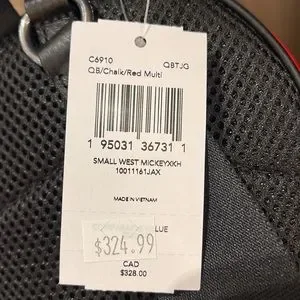 C6910 QBTJG
QB/Chalk/Red Multi
1 95031 36731 1
SMALL WEST MICKEYXKH
10011161JAX
MADE IN VIETNAM
LUE
$324.99
CAD
$328.00